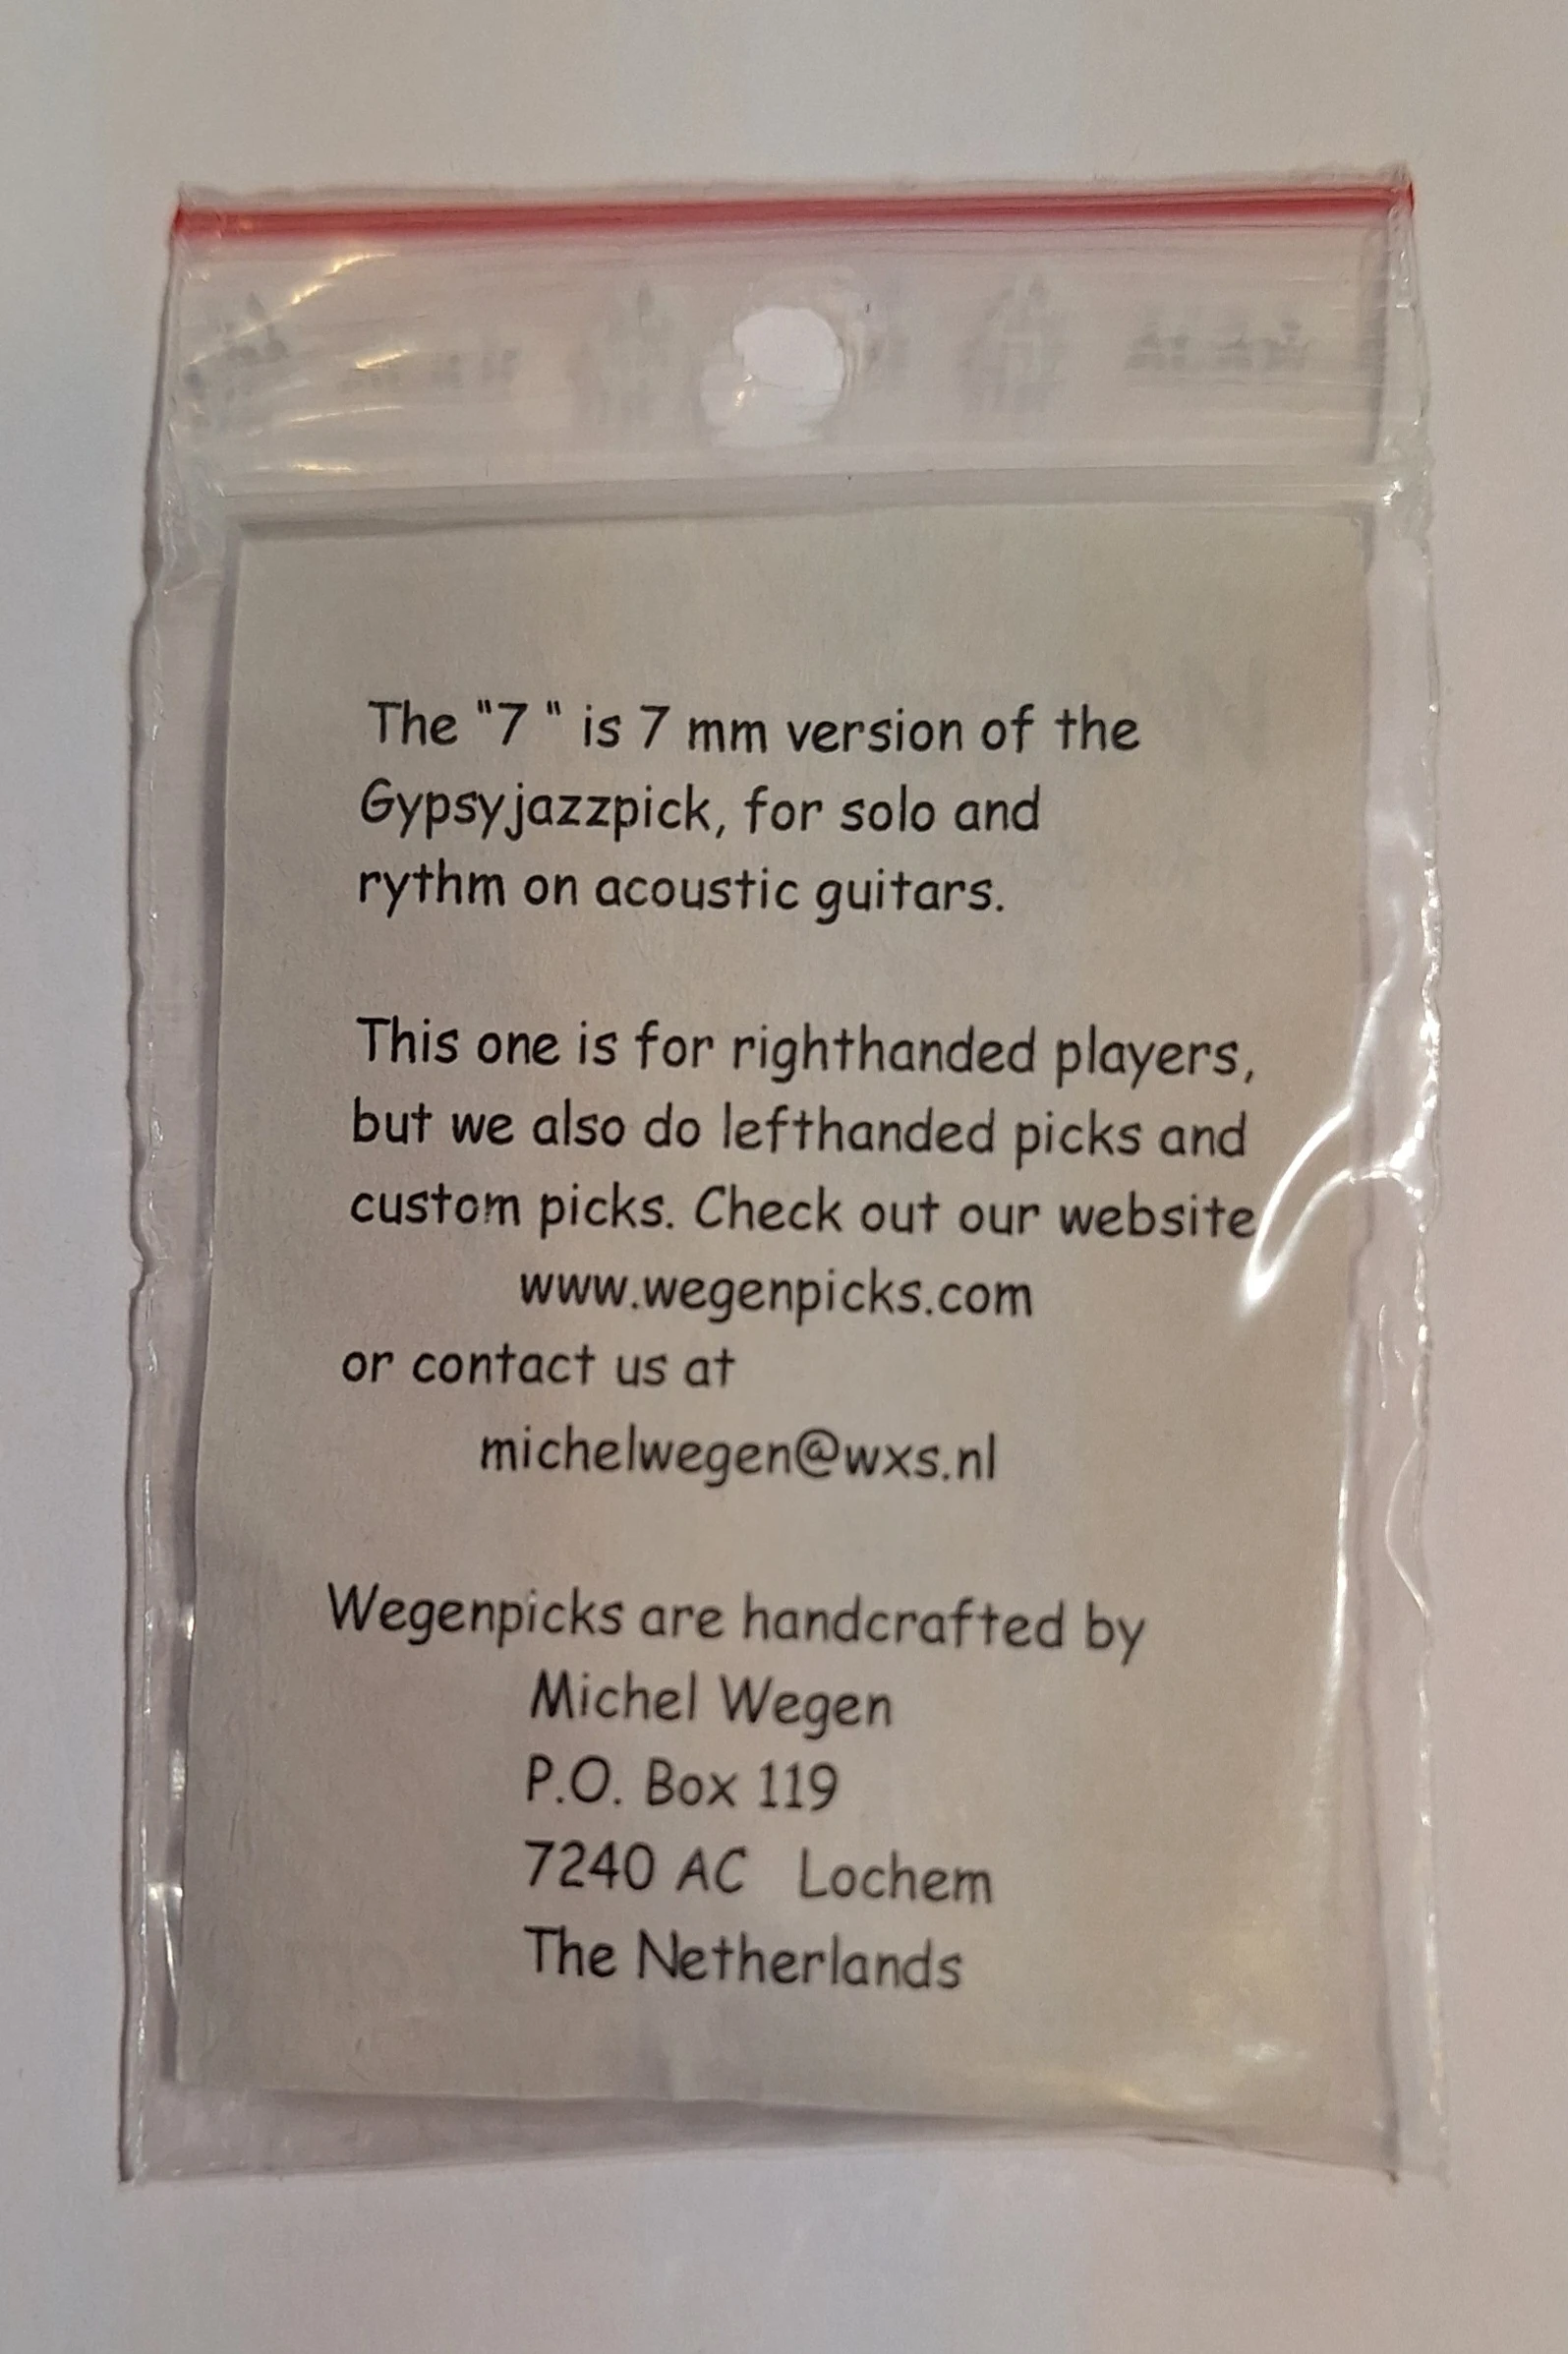 The "7 " is 7 mm version of the
Gypsyjazzpick, for solo and
rythm on acoustic guitars.
This one is for righthanded players,
but we also do lefthanded picks and
custom picks. Check out our website
www.wegenpicks.com
or contact us at
michelwegen@wxs.nl
Wegenpicks are handcrafted by
Michel Wegen
P.O. Box 119
7240 AC Lochem
The Netherlands